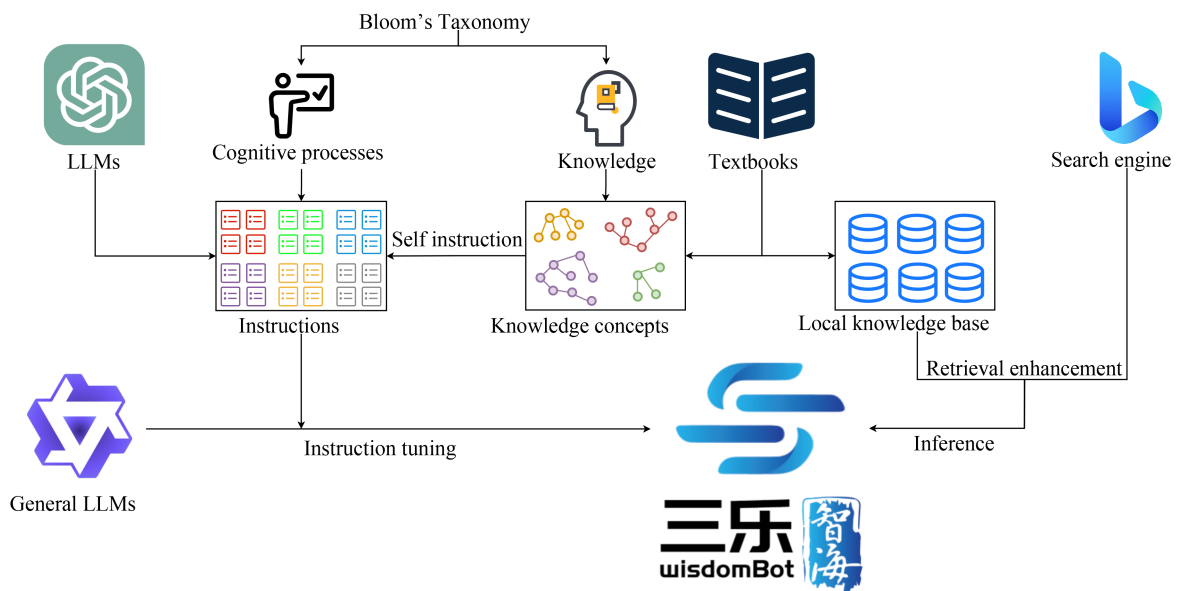 Bloom's Taxonomy
LLMs
Cognitive processes
Knowledge
Textbooks
Search engine
Self instruction
Instructions
Knowledge concepts
Local knowledge base
Retrieval enhancement
Instruction tuning
Inference
General LLMs
三乐
wisdomBot
智海